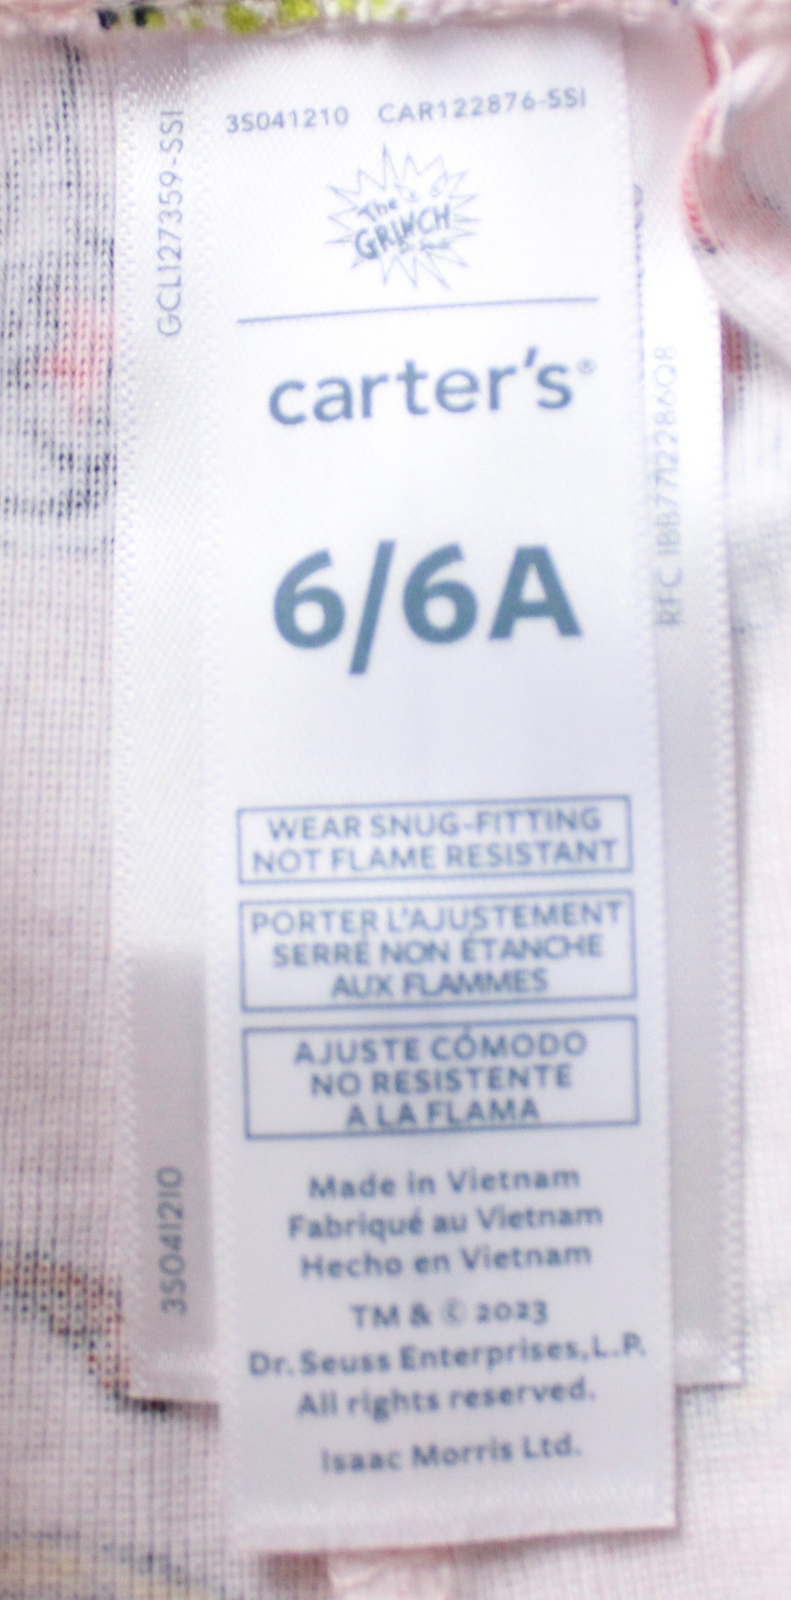 3S041210 CAR122876-SSI
The
GRINCH
carter's®
6/6A
WEAR SNUG-FITTING
NOT FLAME RESISTANT
PORTER L'AJUSTEMENT
SERRÉ NON ÉTANCHE
AUX FLAMMES
AJUSTE CÓMODO
NO RESISTENTE
A LA FLAMA
Made in Vietnam
Fabriqué au Vietnam
Hecho en Vietnam
TM & © 2023
Dr. Seuss Enterprises, L.P.
All rights reserved.
Isaac Morris Ltd.
GCL127359-SSI
3S041210
RFC IBB7712286Q8